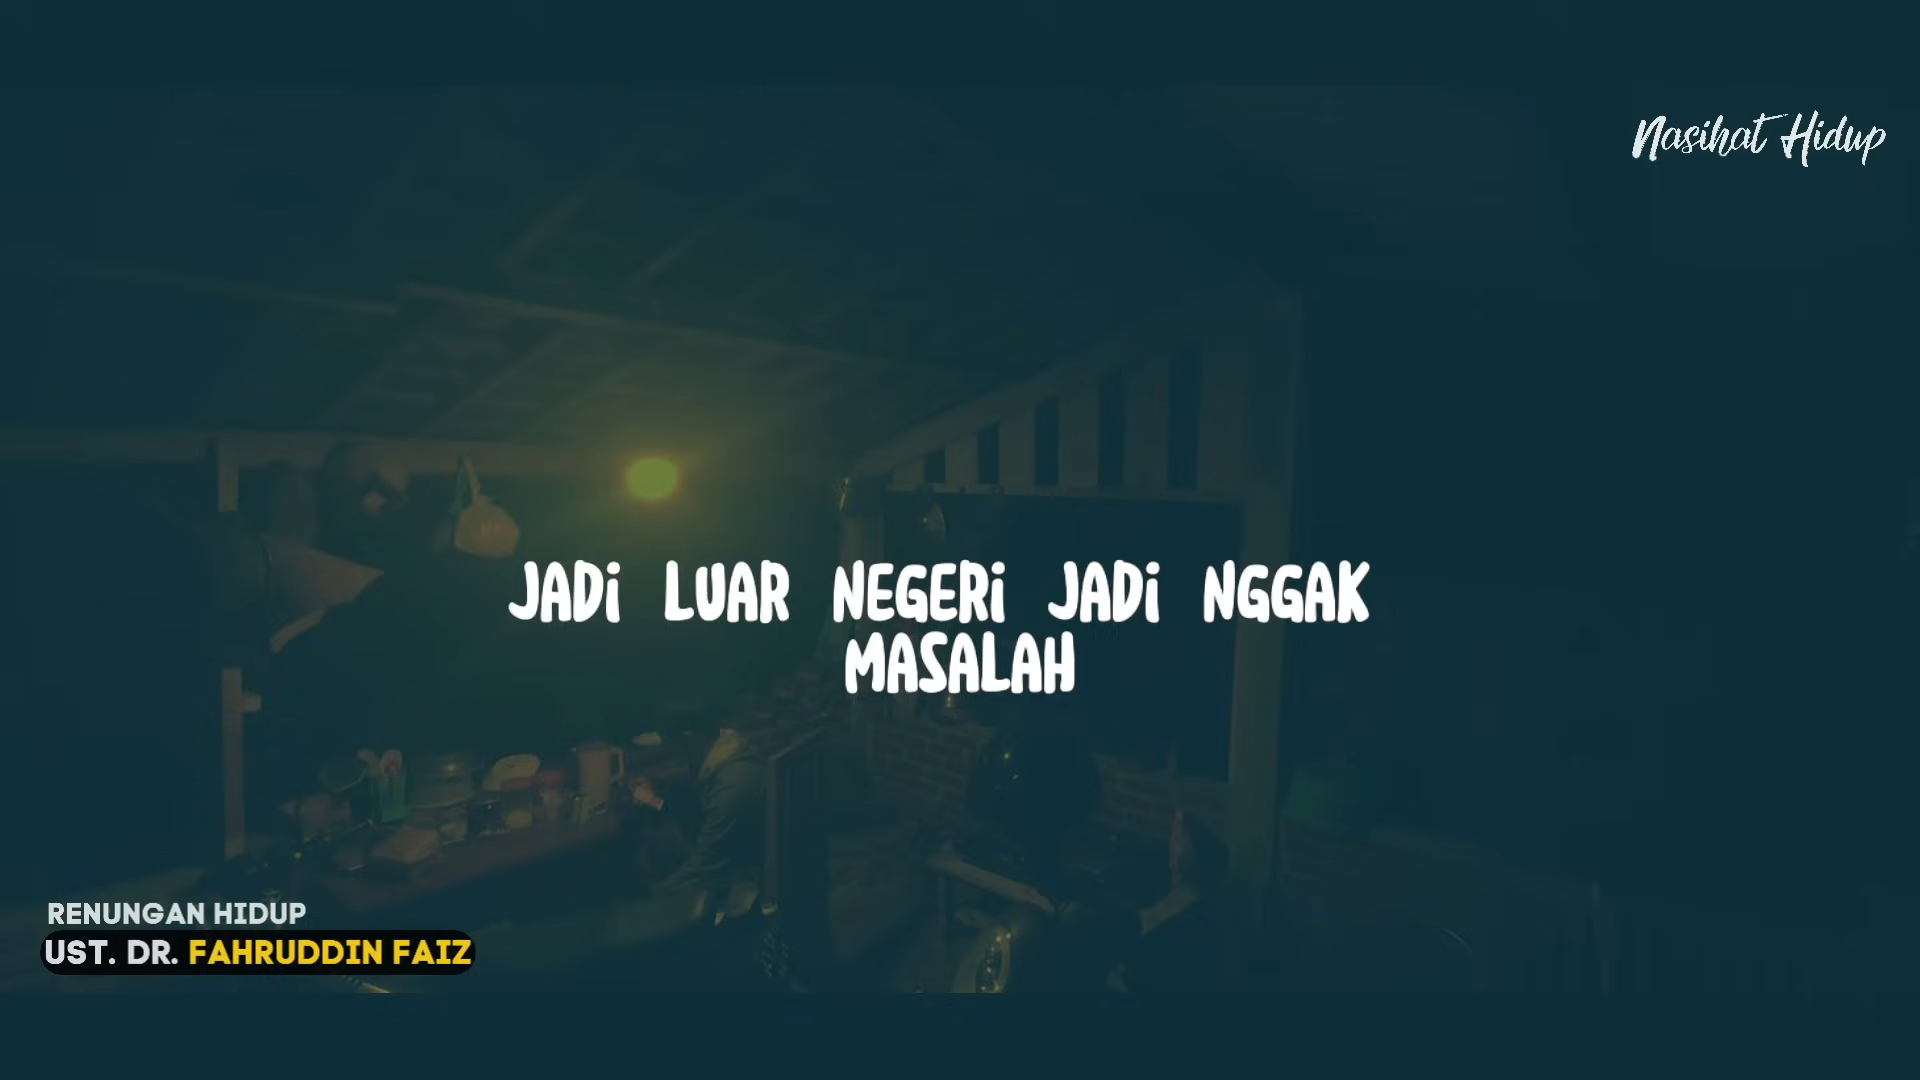 Nasihat Hidup
JADI LUAR NEGERI JADI NGGAK
MASALAH
RENUNGAN HIDUP
UST. DR. FAHRUDDIN FAIZ